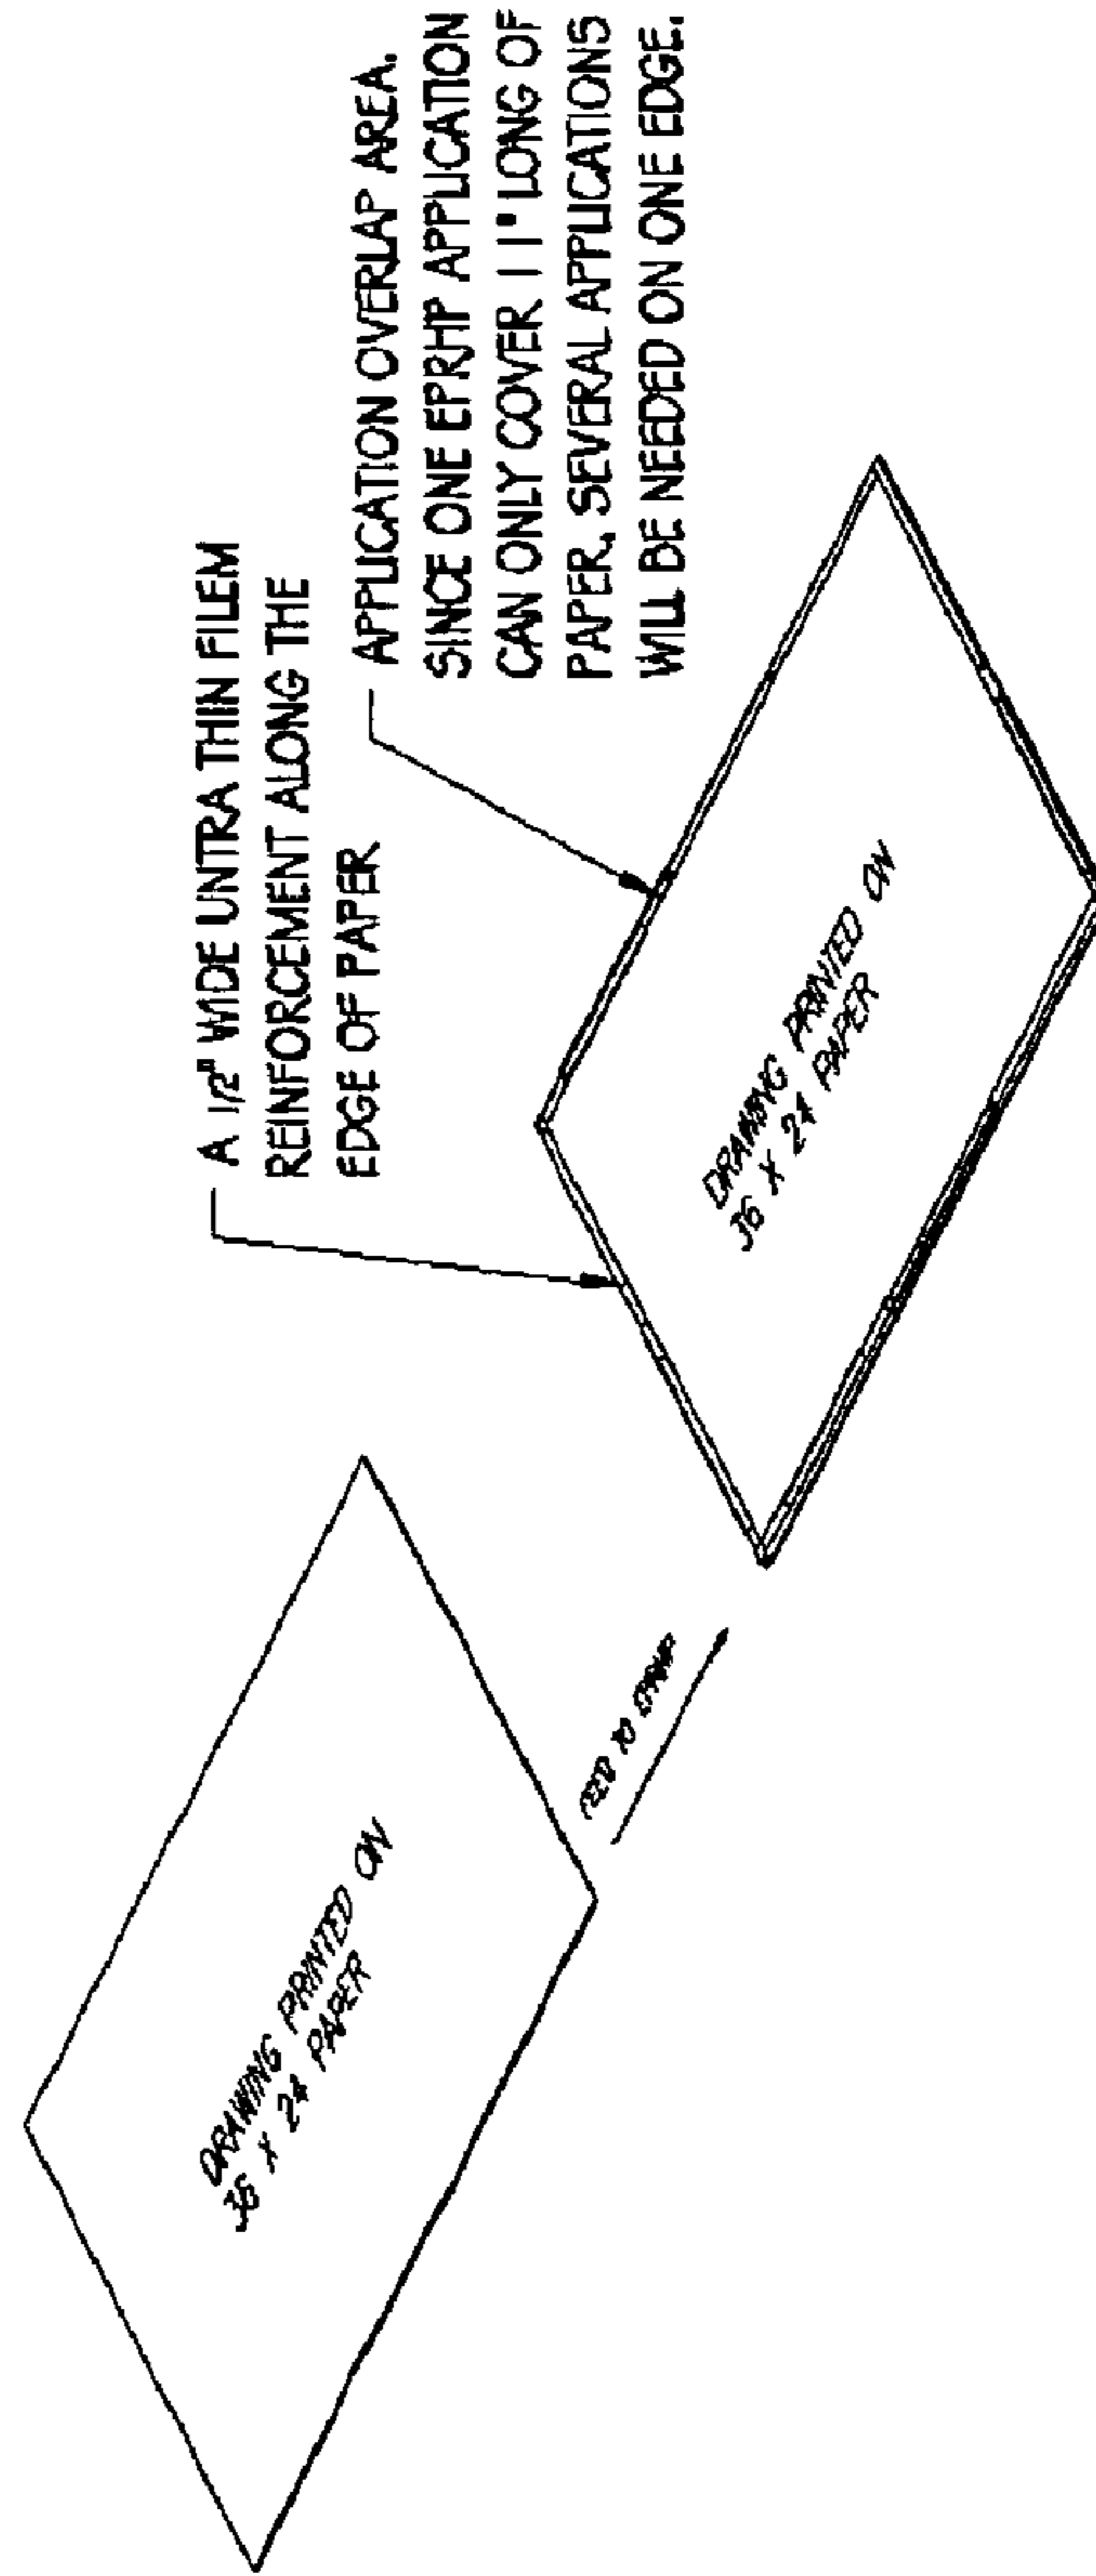 A 1/2" WIDE UNTRA THIN FILEM
REINFORCEMENT ALONG THE
EDGE OF PAPER
APPLICATION OVERLAP AREA.
SINCE ONE EPRHP APPLICATION
CAN ONLY COVER 11" LONG OF
PAPER, SEVERAL APPLICATIONS
WILL BE NEEDED ON ONE EDGE.
DRAWING PRINTED ON
36 X 24 PAPER
FEED TO
DRAWING PRINTED ON
36 X 24 PAPER